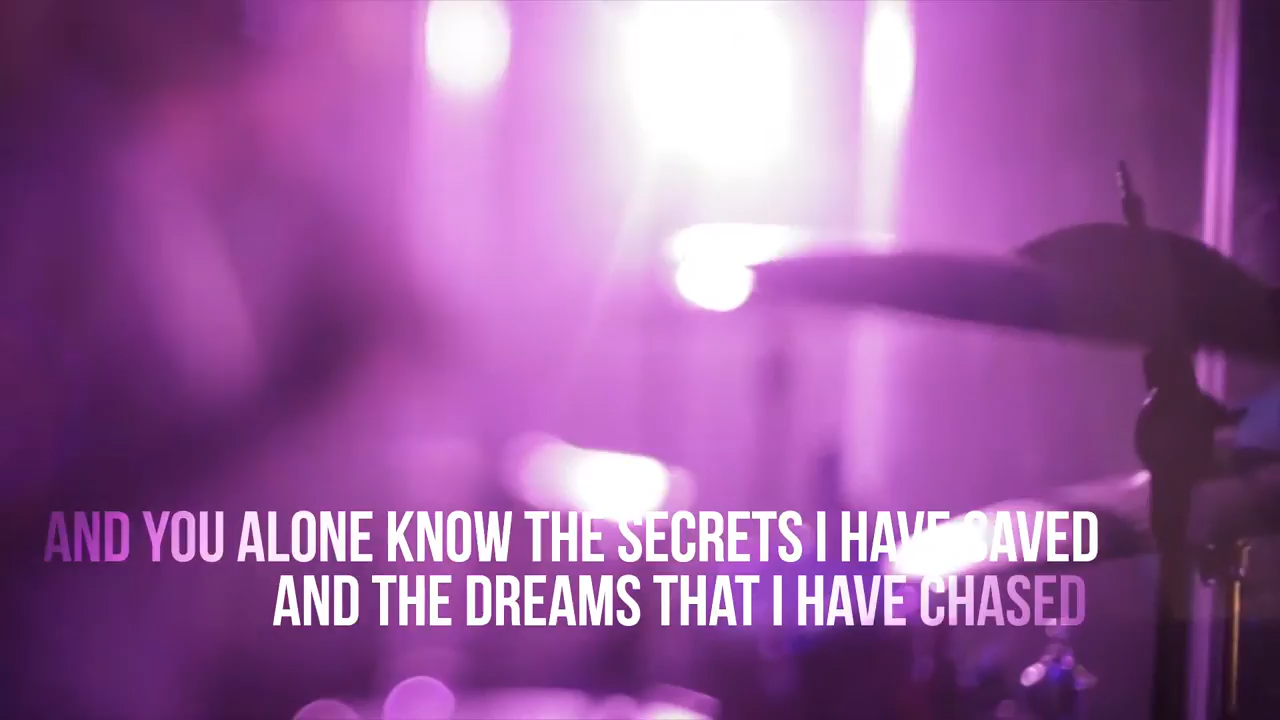 AND YOU ALONE KNOW THE SECRETS I HAVE SAVED
AND THE DREAMS THAT I HAVE CHASED